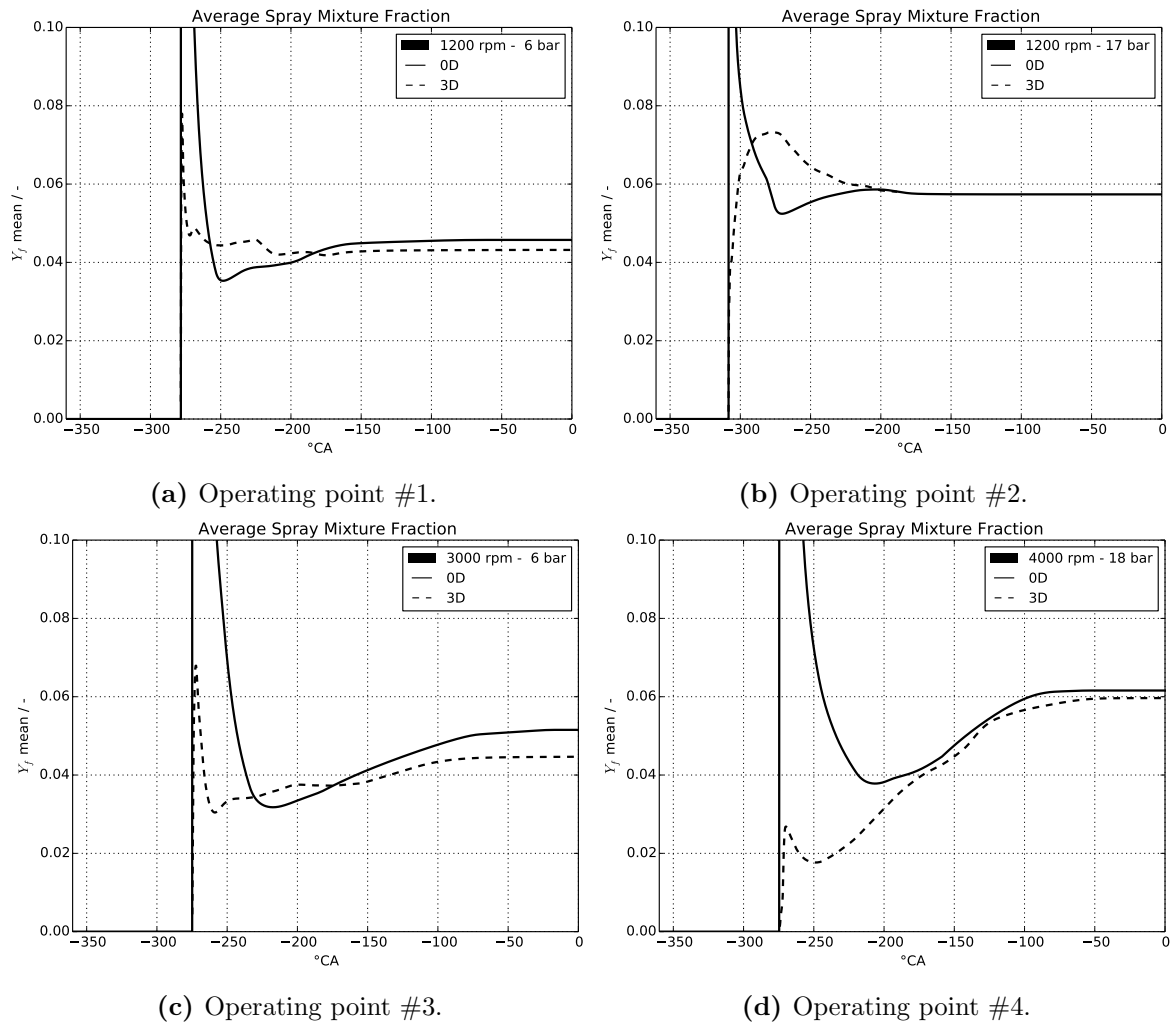 Average Spray Mixture Fraction
0.10
0.08
0.06
0.04
0.02
0.00
Y_f mean / -
1200 rpm - 6 bar
0D
3D
−350 −300 −250 −200 −150 −100 −50 0
°CA
(a) Operating point #1.
Average Spray Mixture Fraction
0.10
0.08
0.06
0.04
0.02
0.00
Y_f mean / -
1200 rpm - 17 bar
0D
3D
−350 −300 −250 −200 −150 −100 −50 0
°CA
(b) Operating point #2.
Average Spray Mixture Fraction
0.10
0.08
0.06
0.04
0.02
0.00
Y_f mean / -
3000 rpm - 6 bar
0D
3D
−350 −300 −250 −200 −150 −100 −50 0
°CA
(c) Operating point #3.
Average Spray Mixture Fraction
0.10
0.08
0.06
0.04
0.02
0.00
Y_f mean / -
4000 rpm - 18 bar
0D
3D
−350 −300 −250 −200 −150 −100 −50 0
°CA
(d) Operating point #4.